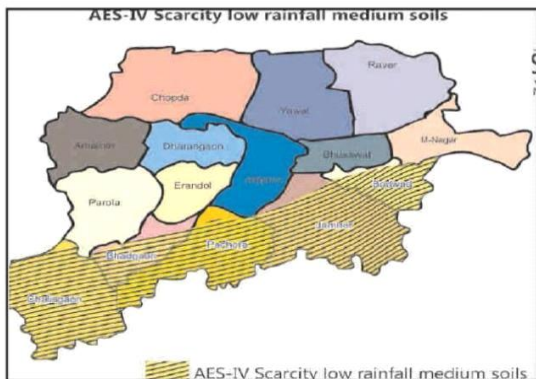 AES-IV Scarcity low rainfall medium soils
Raver
Chopda
Yawal
M-Nagar
Amalner
Dharangaon
Bhusawal
Erandol
Jalgaon
Bodwad
Parola
Jamner
Pachora
Bhadgaon
Chalisgaon
AES-IV Scarcity low rainfall medium soils